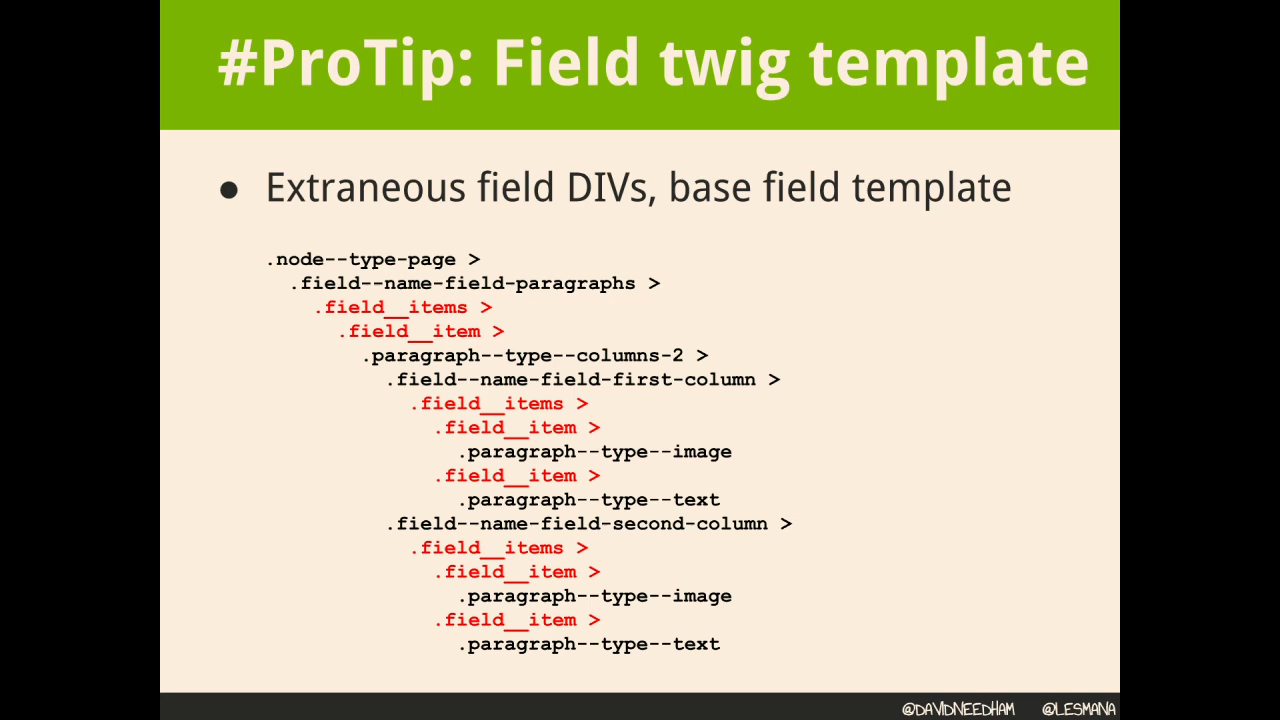 #ProTip: Field twig template
● Extraneous field DIVs, base field template
.node--type-page >
.field--name-field-paragraphs >
.field__items >
.field__item >
.paragraph--type--columns-2 >
.field--name-field-first-column >
.field__items >
.field__item >
.paragraph--type--image
.field__item >
.paragraph--type--text
.field--name-field-second-column >
.field__items >
.field__item >
.paragraph--type--image
.field__item >
.paragraph--type--text
@DAVIDNEEDHAM @LESMANA